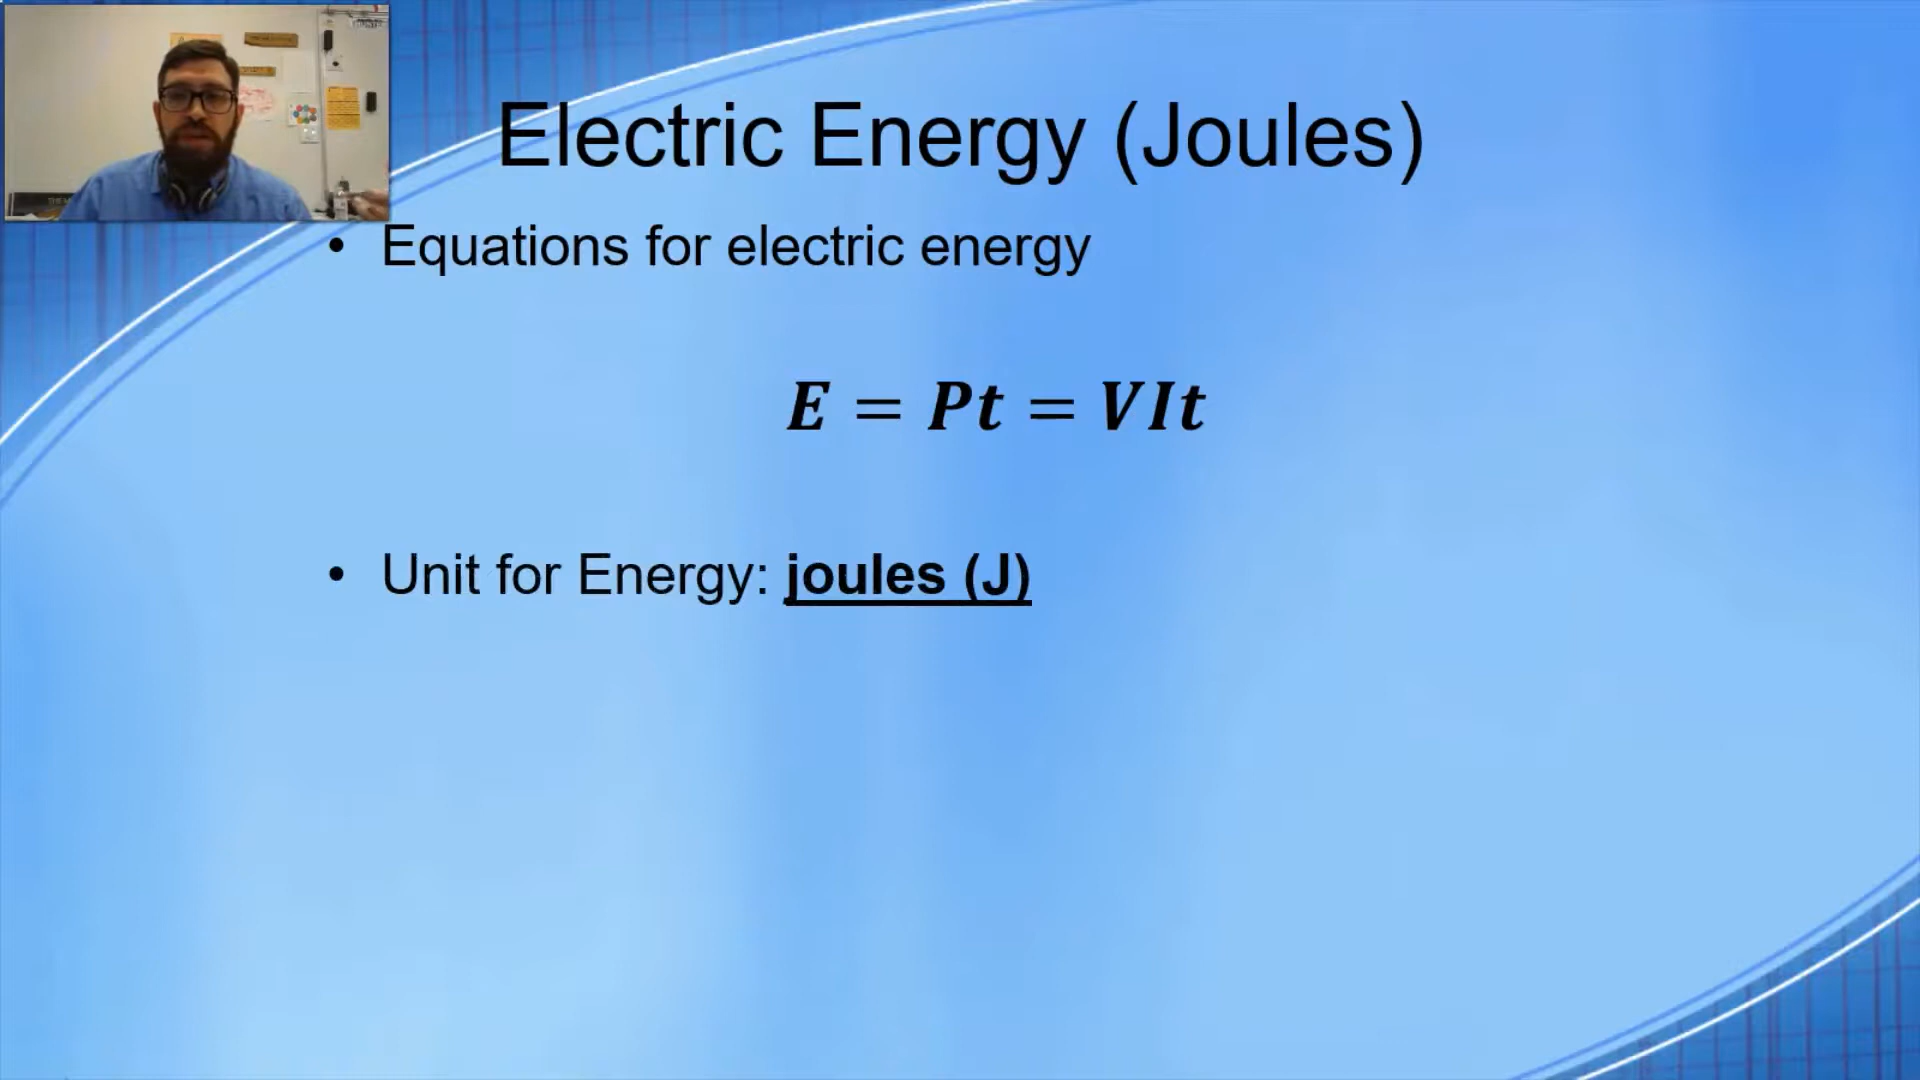 Electric Energy (Joules)
• Equations for electric energy
E = Pt = VIt
• Unit for Energy: joules (J)